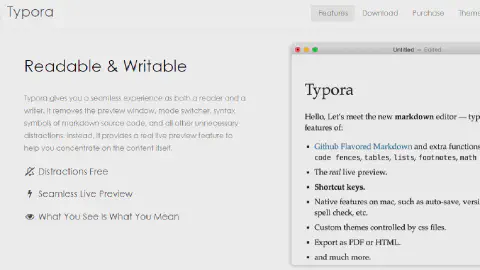 Typora
Features
Download
Purchase
Theme
Readable & Writable
Typora gives you a seamless experience as both a reader and a
writer. It removes the preview window, mode switcher, syntax
symbols of markdown source code, and all other unnecessary
distractions. Instead, it provides a real live preview feature to
help you concentrate on the content itself.
Distractions Free
Seamless Live Preview
What You See Is What You Mean
Untitled — Edited
Typora
Hello, Let's meet the new markdown editor — typ
features of:
• Github Flavored Markdown and extra functions
code fences, tables, lists, footnotes, math
• The real live preview.
• Shortcut keys.
• Native features on mac, such as auto-save, versi
spell check, etc.
• Custom themes controlled by css files.
• Export as PDF or HTML.
• and much more.